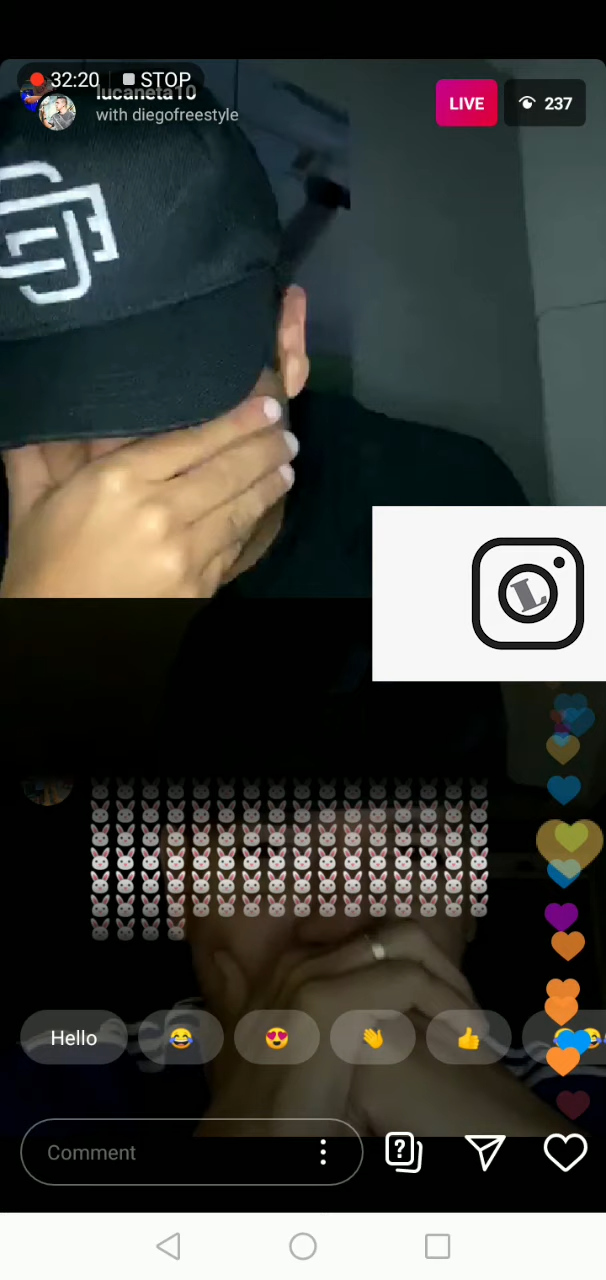 32:20 STOP
lucaneta10
with diegofreestyle
LIVE 237
L
Hello
Comment